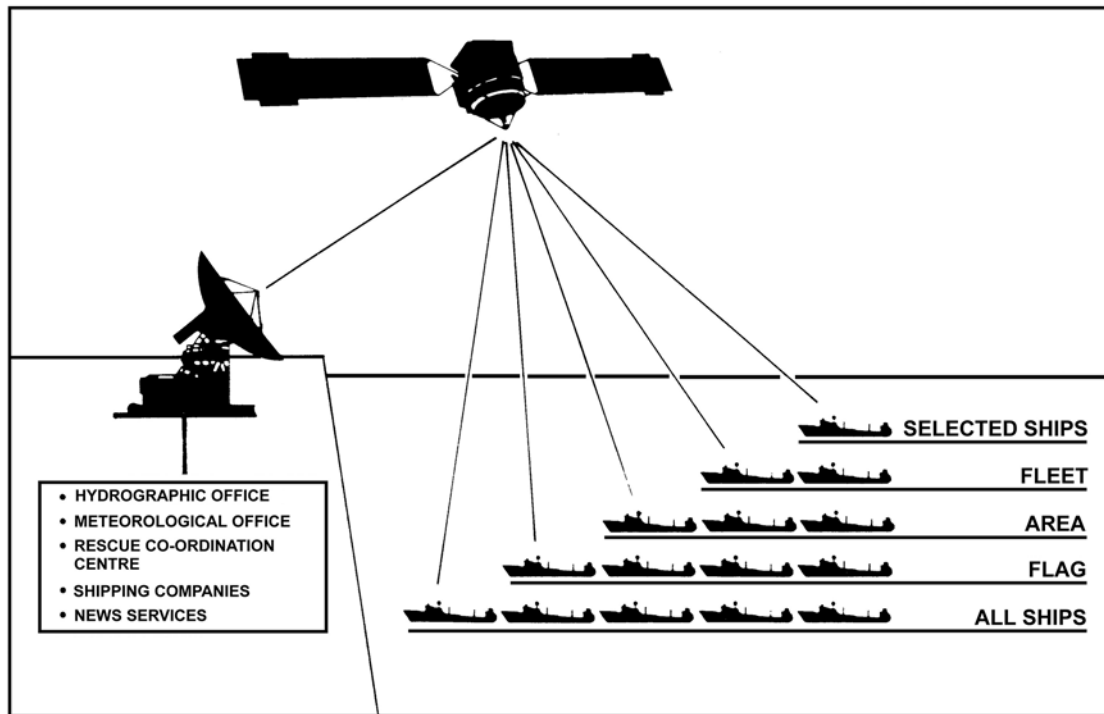 SELECTED SHIPS
FLEET
• HYDROGRAPHIC OFFICE
• METEOROLOGICAL OFFICE
• RESCUE CO-ORDINATION
CENTRE
• SHIPPING COMPANIES
• NEWS SERVICES
AREA
FLAG
ALL SHIPS